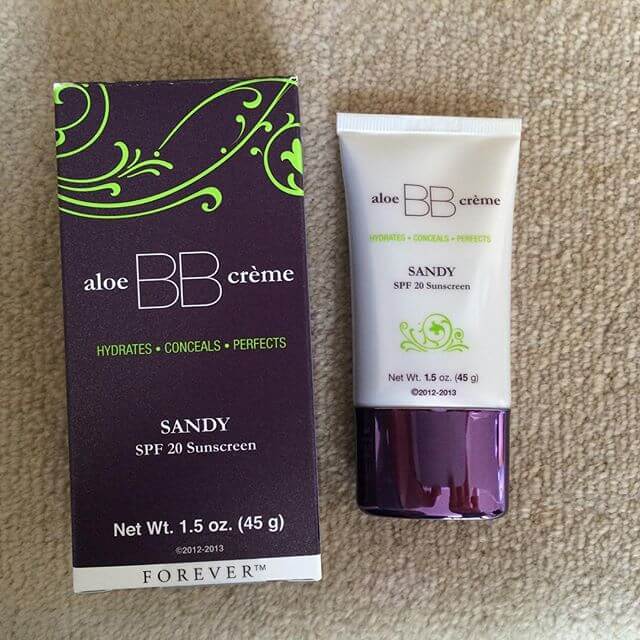 aloe BB crème
HYDRATES • CONCEALS • PERFECTS
SANDY
SPF 20 Sunscreen
Net Wt. 1.5 oz. (45 g)
©2012-2013
FOREVER™
aloe BB crème
HYDRATES • CONCEALS • PERFECTS
SANDY
SPF 20 Sunscreen
Net Wt. 1.5 oz. (45 g)
©2012-2013